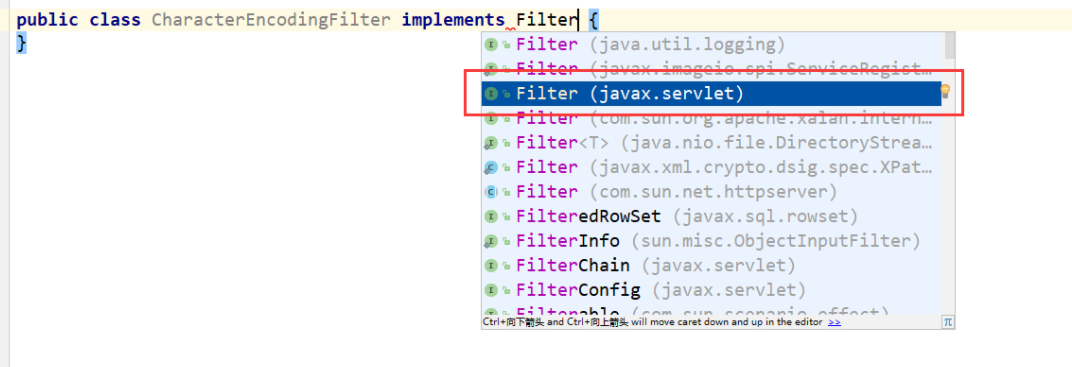 public class CharacterEncodingFilter implements Filter {
}
Filter (java.util.logging)
Filter (javax.imageio.spi.ServiceRegist…
Filter (javax.servlet)
Filter (com.sun.org.apache.xalan.intern…
Filter<T> (java.nio.file.DirectoryStrea…
Filter (javax.xml.crypto.dsig.spec.XPat…
Filter (com.sun.net.httpserver)
FilteredRowSet (javax.sql.rowset)
FilterInfo (sun.misc.ObjectInputFilter)
FilterChain (javax.servlet)
FilterConfig (javax.servlet)
Filterable (com.sun.scenario.effect)
Ctrl+向下箭头 and Ctrl+向上箭头 will move caret down and up in the editor >>
π